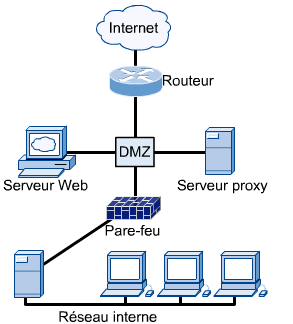 Internet
Routeur
DMZ
Serveur Web
Serveur proxy
Pare-feu
Réseau interne